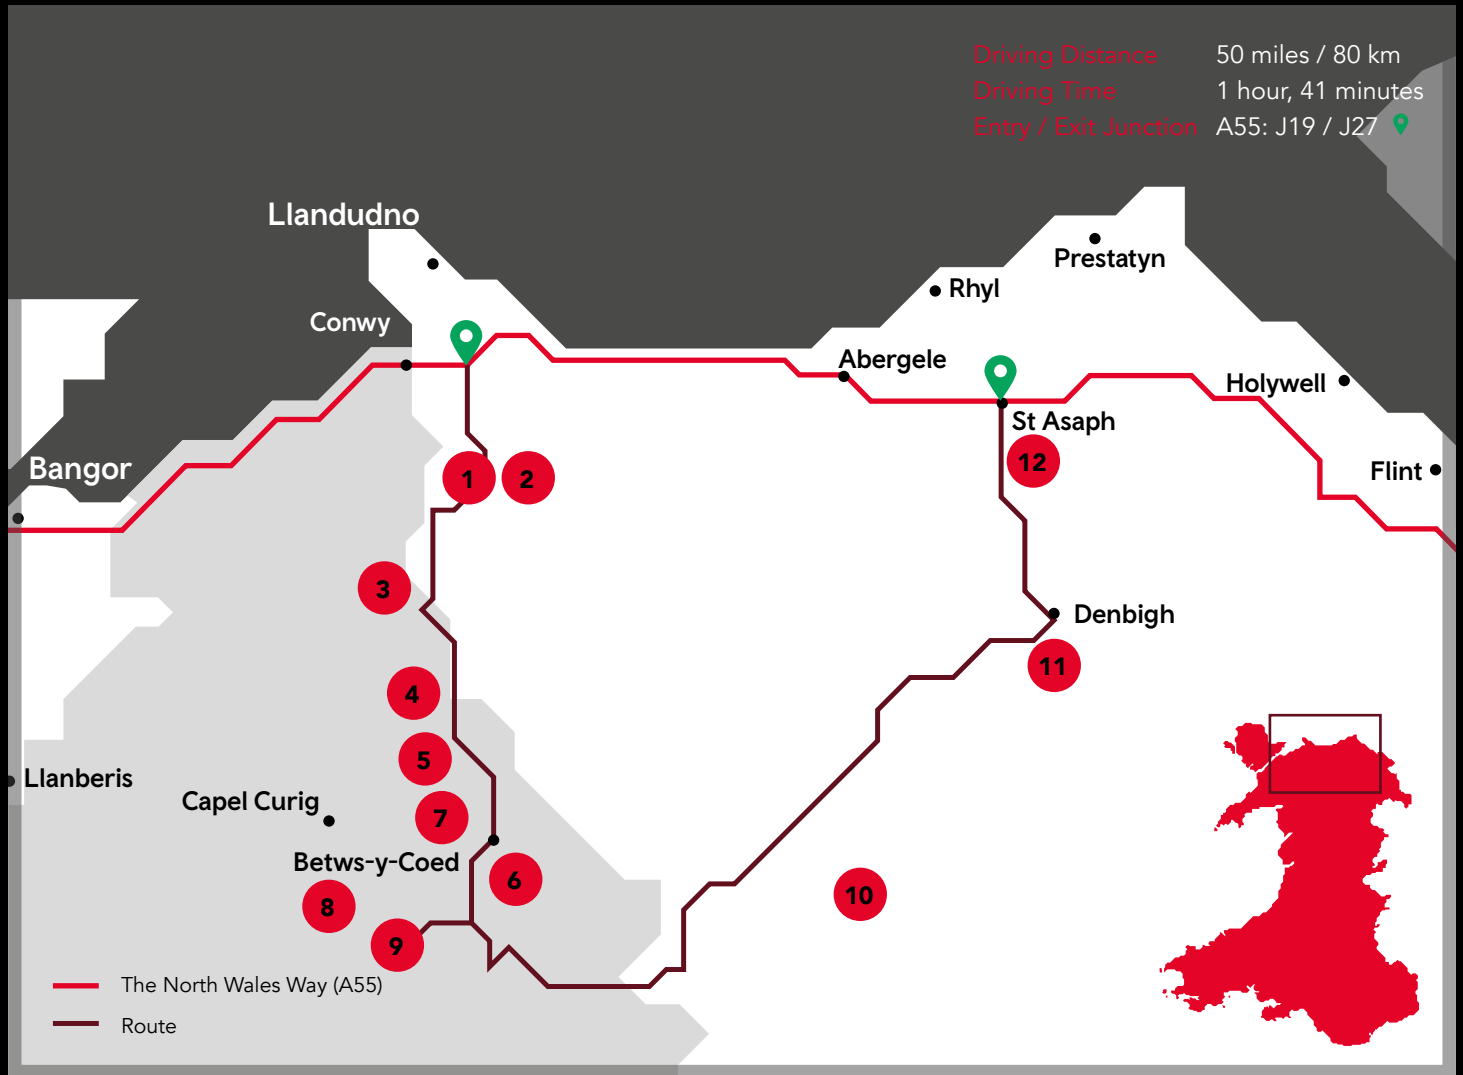 Driving Distance 50 miles / 80 km
Driving Time 1 hour, 41 minutes
Entry / Exit Junction A55: J19 / J27
Llandudno
Prestatyn
Rhyl
Conwy
Abergele
Holywell
St Asaph
Bangor
12
Flint
1 2
3
Denbigh
11
4
5
Llanberis
Capel Curig
7
Betws-y-Coed
6
10
8
9
The North Wales Way (A55)
Route